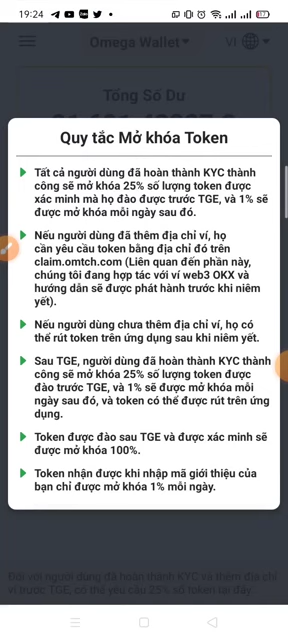 19:24
Omega Wallet
VI
Tổng Số Dư
Quy tắc Mở khóa Token
Tất cả người dùng đã hoàn thành KYC thành
công sẽ mở khóa 25% số lượng token được
xác minh mà họ đào được trước TGE, và 1% sẽ
được mở khóa mỗi ngày sau đó.
Nếu người dùng đã thêm địa chỉ ví, họ
cần yêu cầu token bằng địa chỉ đó trên
claim.omtch.com (Liên quan đến phần này,
chúng tôi đang hợp tác với ví web3 OKX và
hướng dẫn sẽ được phát hành trước khi niêm
yết).
Nếu người dùng chưa thêm địa chỉ ví, họ có
thể rút token trên ứng dụng sau khi niêm yết.
Sau TGE, người dùng đã hoàn thành KYC thành
công sẽ mở khóa 25% số lượng token được
đào trước TGE, và 1% sẽ được mở khóa mỗi
ngày sau đó, và token có thể được rút trên ứng
dụng.
Token được đào sau TGE và được xác minh sẽ
được mở khóa 100%.
Token nhận được khi nhập mã giới thiệu của
bạn chỉ được mở khóa 1% mỗi ngày.
Đối với người dùng đã hoàn thành KYC và thêm địa chỉ
ví trước TGE, có thể yêu cầu 25% số token tại đây.